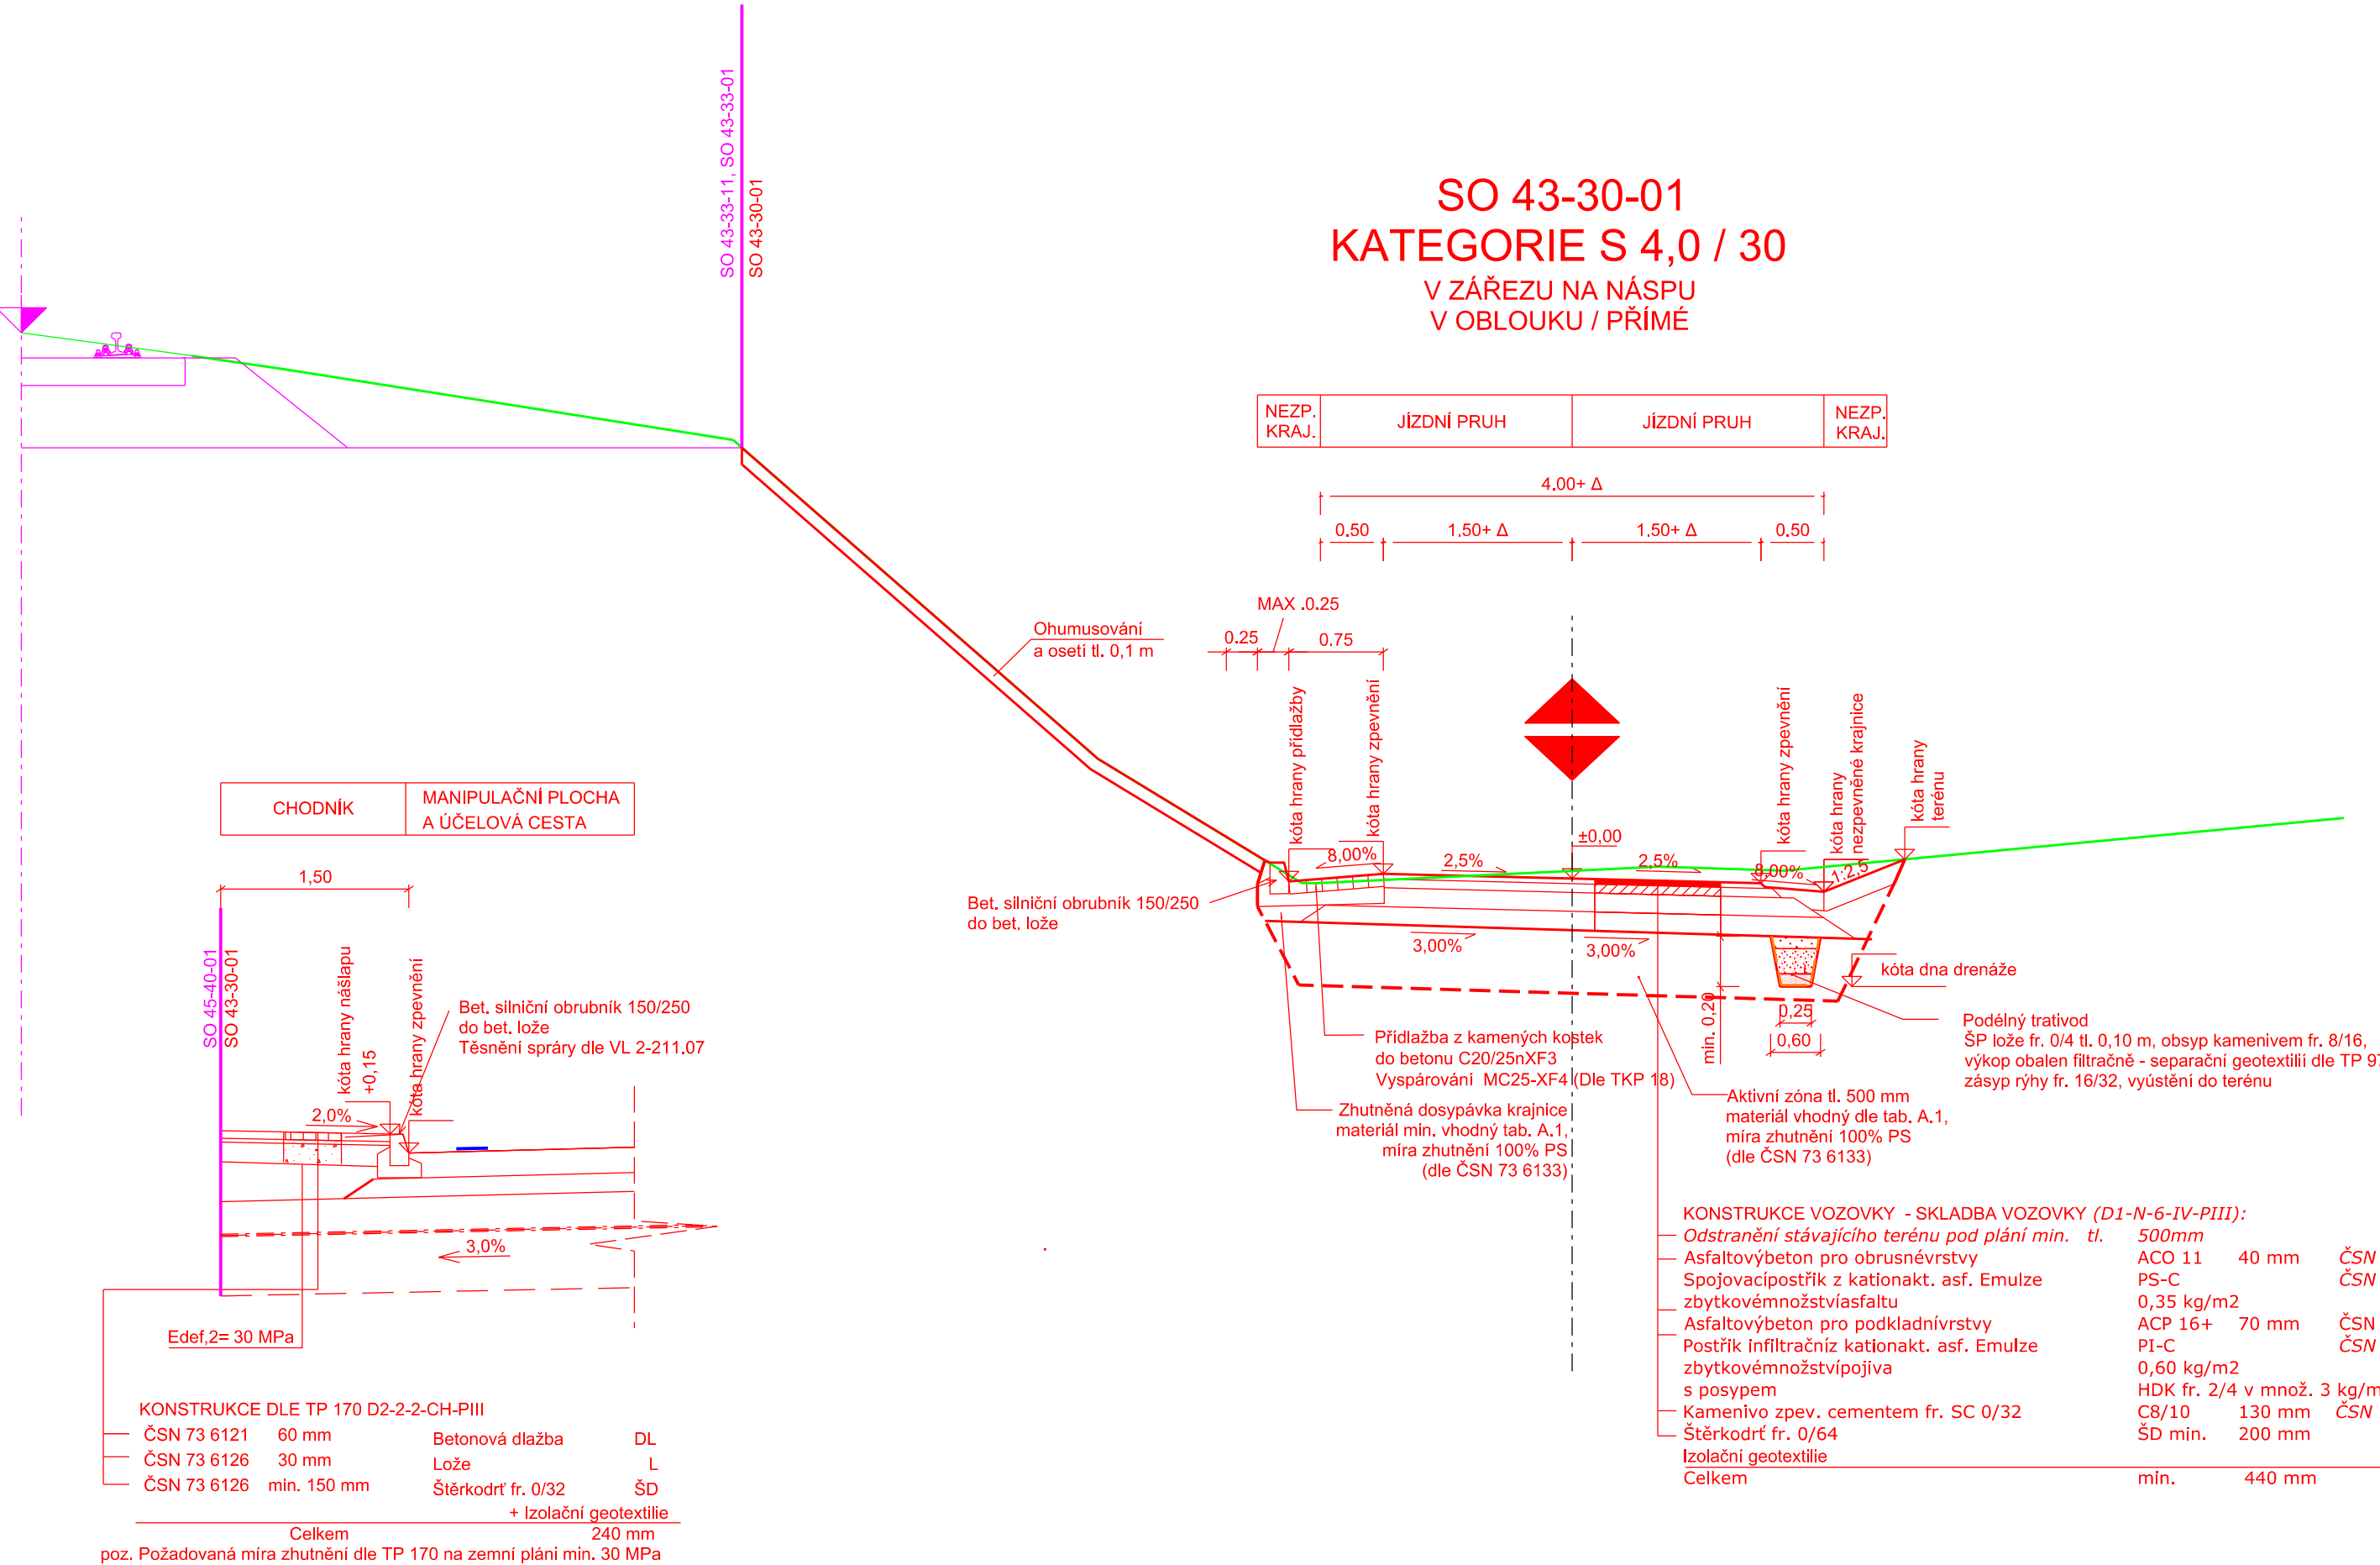 SO 43-33-11, SO 43-33-01
SO 43-30-01
SO 43-30-01
KATEGORIE S 4,0 / 30
V ZÁŘEZU NA NÁSPU
V OBLOUKU / PŘÍMÉ
NEZP.
KRAJ.
JÍZDNÍ PRUH
JÍZDNÍ PRUH
NEZP.
KRAJ.
4.00+ Δ
0.50
1.50+ Δ
1.50+ Δ
0.50
MAX .0.25
0.25
0.75
Ohumusování
a osetí tl. 0,1 m
kóta hrany přídlažby
kóta hrany zpevnění
kóta hrany zpevnění
kóta hrany
nezpevněné krajnice
kóta hrany
terénu
±0,00
8,00%
2,5%
2,5%
8,00%
1:2,5
Bet. silniční obrubník 150/250
do bet. lože
3,00%
3,00%
kóta dna drenáže
min. 0,20
0,25
0,60
Podélný trativod
ŠP lože fr. 0/4 tl. 0,10 m, obsyp kamenivem fr. 8/16,
výkop obalen filtračně - separační geotextilií dle TP 97
zásyp rýhy fr. 16/32, vyústění do terénu
Přídlažba z kamených kostek
do betonu C20/25nXF3
Vyspárování MC25-XF4 (Dle TKP 18)
Zhutněná dosypávka krajnice
materiál min. vhodný tab. A.1,
míra zhutnění 100% PS
(dle ČSN 73 6133)
Aktivní zóna tl. 500 mm
materiál vhodný dle tab. A.1,
míra zhutnění 100% PS
(dle ČSN 73 6133)
CHODNÍK
MANIPULAČNÍ PLOCHA
A ÚČELOVÁ CESTA
1,50
SO 45-40-01
SO 43-30-01
kóta hrany nášlapu
+0,15
kóta hrany zpevnění
Bet. silniční obrubník 150/250
do bet. lože
Těsnění spráry dle VL 2-211.07
2,0%
3,0%
Edef,2= 30 MPa
KONSTRUKCE DLE TP 170 D2-2-2-CH-PIII
ČSN 73 6121 60 mm Betonová dlažba DL
ČSN 73 6126 30 mm Lože L
ČSN 73 6126 min. 150 mm Štěrkodrť fr. 0/32 ŠD
+ Izolační geotextilie
Celkem 240 mm
poz. Požadovaná míra zhutnění dle TP 170 na zemní pláni min. 30 MPa
KONSTRUKCE VOZOVKY - SKLADBA VOZOVKY (D1-N-6-IV-PIII):
Odstranění stávajícího terénu pod plání min. tl. 500mm
Asfaltovýbeton pro obrusnévrstvy ACO 11 40 mm ČSN
Spojovacípostřik z kationakt. asf. Emulze PS-C ČSN
zbytkovémnožstvíasfaltu 0,35 kg/m2
Asfaltovýbeton pro podkladnívrstvy ACP 16+ 70 mm ČSN
Postřik infiltračníz kationakt. asf. Emulze PI-C ČSN
zbytkovémnožstvípojiva 0,60 kg/m2
s posypem HDK fr. 2/4 v množ. 3 kg/m
Kamenivo zpev. cementem fr. SC 0/32 C8/10 130 mm ČSN
Štěrkodrť fr. 0/64 ŠD min. 200 mm
Izolační geotextilie
Celkem min. 440 mm